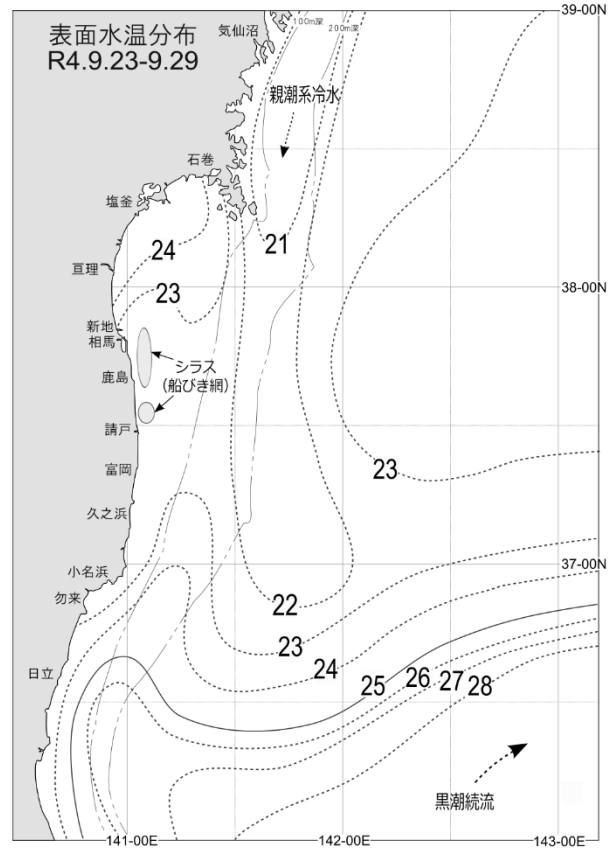 表面水温分布
R4.9.23-9.29
気仙沼
100m深
200m深
39-00N
親潮系冷水
石巻
塩釜
24
21
亘理
23
38-00N
新地
相馬
シラス
(船びき網)
鹿島
請戸
23
富岡
久之浜
小名浜
37-00N
勿来
22
23
24
日立
25
26
27
28
黒潮続流
141-00E
142-00E
143-00E